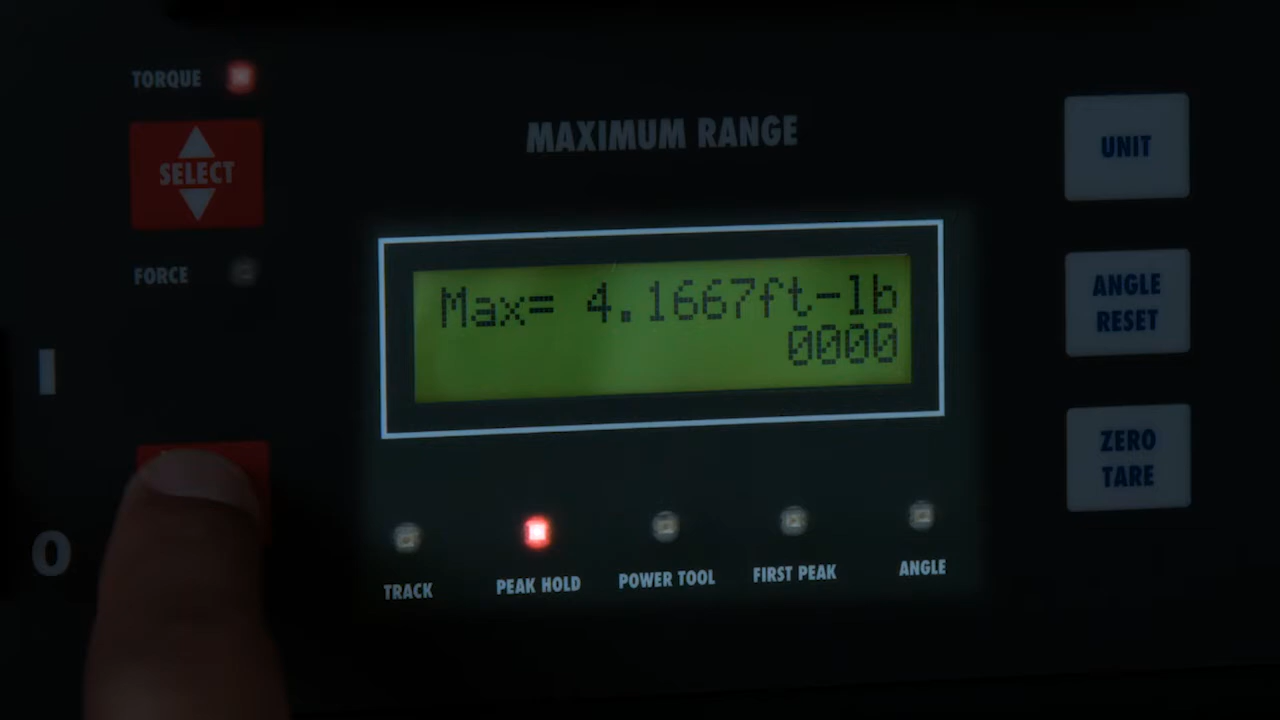 TORQUE
SELECT
FORCE
I
O
MAXIMUM RANGE
Max= 4.1667ft-lb
0000
TRACK
PEAK HOLD
POWER TOOL
FIRST PEAK
ANGLE
UNIT
ANGLE
RESET
ZERO
TARE